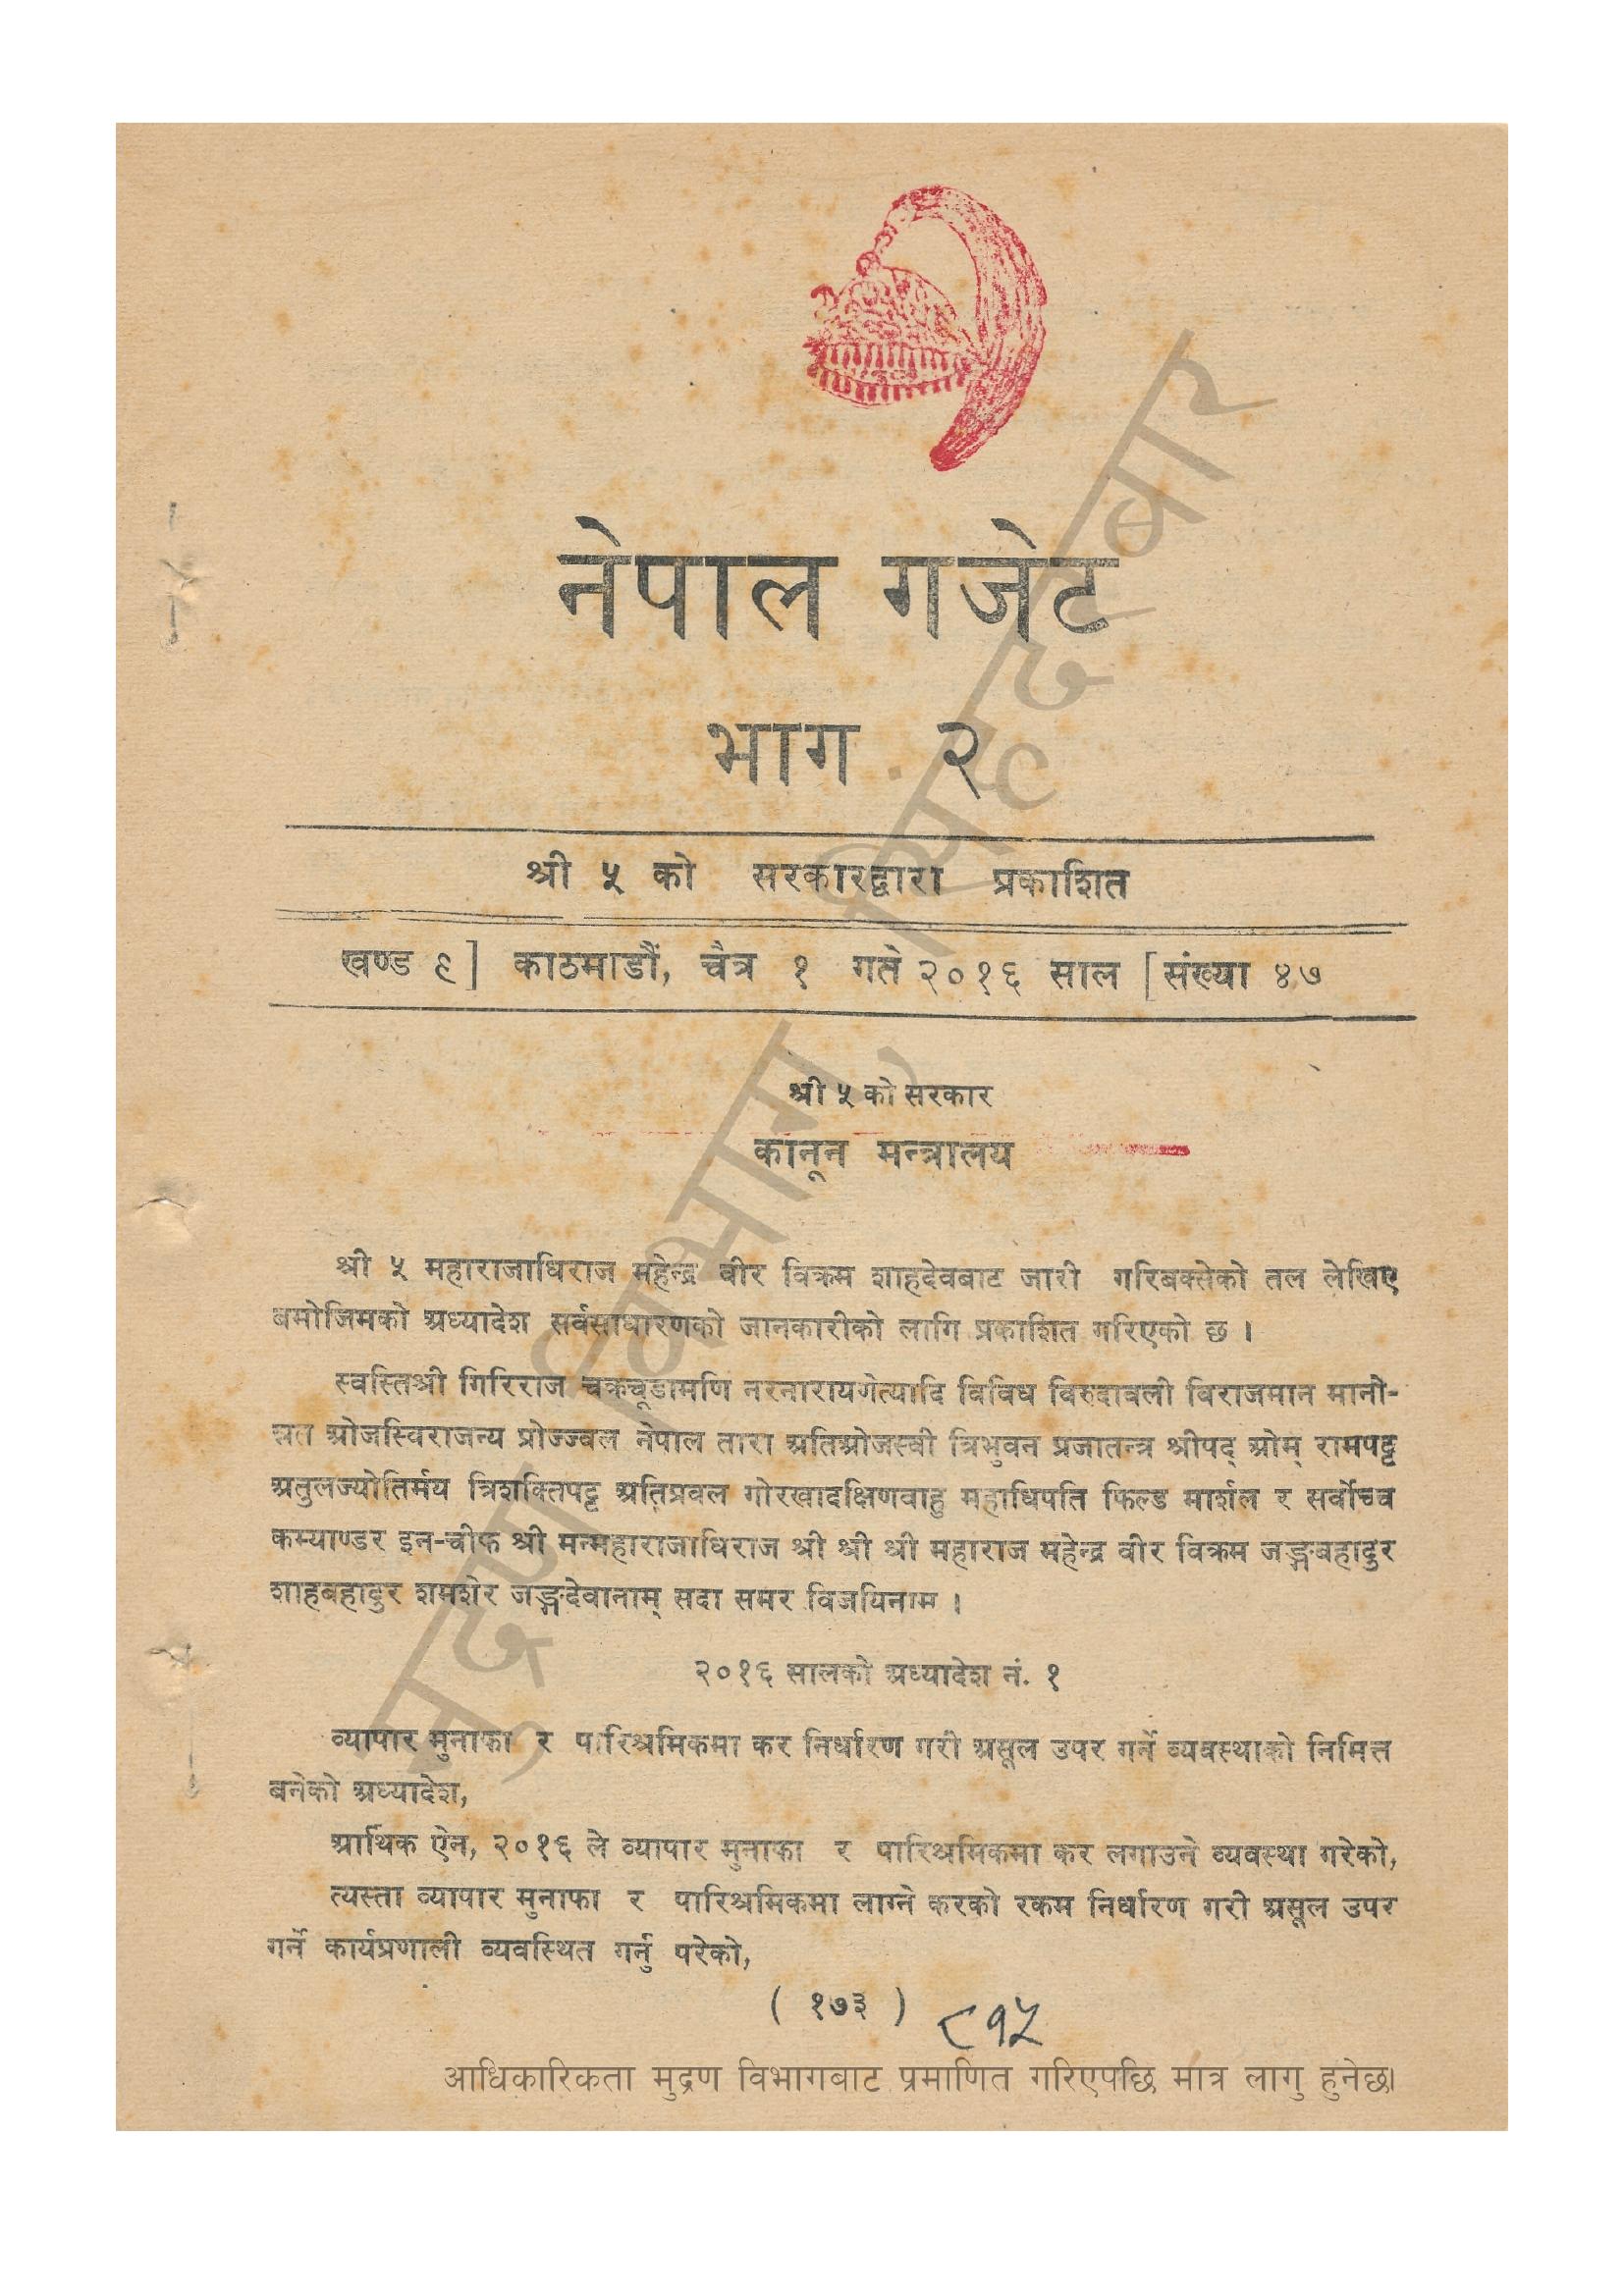 नेपाल गजेट
भाग २
श्री ५ को सरकारद्वारा प्रकाशित
खण्ड ९] काठमाडौं, चैत्र १ गते २०१६ साल [संख्या ४७
श्री ५ को सरकार
कानून मन्त्रालय
श्री ५ महाराजाधिराज महेन्द्र वीर विक्रम शाहदेवबाट जारी गरिबक्सेको तल लेखिए
बमोजिमको अध्यादेश सर्वसाधारणको जानकारीको लागि प्रकाशित गरिएको छ ।
स्वस्तिश्री गिरिराज चक्रचूडामणि नरनारायणेत्यादि विविध विरुदावली विराजमान मानो-
न्नत ओजस्विराजन्य प्रोज्ज्वल नेपाल तारा अतिओजस्वी त्रिभुवन प्रजातन्त्र श्रीपद् ओम् रामपट्ट
अतुलज्योतिर्मय त्रिशक्तिपट्ट अतिप्रवल गोरखादक्षिणवाहु महाधिपति फिल्ड मार्शल र सर्वोच्च
कम्याण्डर इन-चीफ श्री मन्महाराजाधिराज श्री श्री श्री महाराज महेन्द्र वीर विक्रम जङ्गबहादुर
शाहबहादुर शमशेर जङ्गदेवानाम् सदा समर विजयिनाम ।
२०१६ सालको अध्यादेश नं. १
व्यापार मुनाफा र पारिश्रमिकमा कर निर्धारण गरी असूल उपर गर्ने व्यवस्थाको निमित्त
बनेको अध्यादेश,
आर्थिक ऐन, २०१६ ले व्यापार मुनाफा र पारिश्रमिकमा कर लगाउने व्यवस्था गरेको,
त्यस्ता व्यापार मुनाफा र पारिश्रमिकमा लाग्ने करको रकम निर्धारण गरी असूल उपर
गर्ने कार्यप्रणाली व्यवस्थित गर्नु परेको,
( १७३ ) ८१५
आधिकारिकता मुद्रण विभागबाट प्रमाणित गरिएपछि मात्र लागु हुनेछ।
मुद्रण विभाग, सिंहदरबार